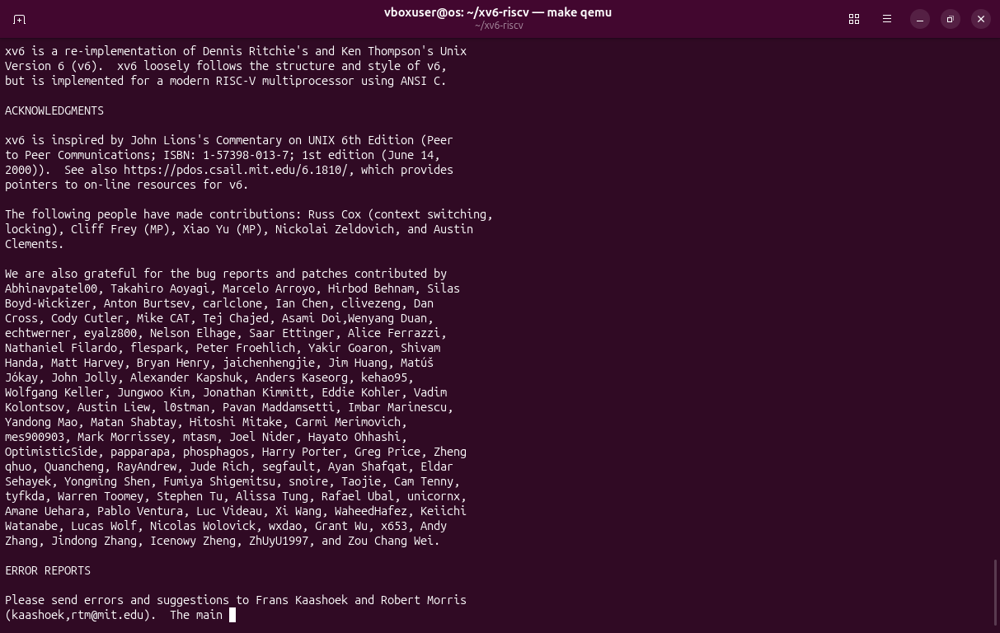 vboxuser@os: ~/xv6-riscv — make qemu
~/xv6-riscv
xv6 is a re-implementation of Dennis Ritchie's and Ken Thompson's Unix
Version 6 (v6).  xv6 loosely follows the structure and style of v6,
but is implemented for a modern RISC-V multiprocessor using ANSI C.
ACKNOWLEDGMENTS
xv6 is inspired by John Lions's Commentary on UNIX 6th Edition (Peer
to Peer Communications; ISBN: 1-57398-013-7; 1st edition (June 14,
2000)).  See also https://pdos.csail.mit.edu/6.1810/, which provides
pointers to on-line resources for v6.
The following people have made contributions: Russ Cox (context switching,
locking), Cliff Frey (MP), Xiao Yu (MP), Nickolai Zeldovich, and Austin
Clements.
We are also grateful for the bug reports and patches contributed by
Abhinavpatel00, Takahiro Aoyagi, Marcelo Arroyo, Hirbod Behnam, Silas
Boyd-Wickizer, Anton Burtsev, carlclone, Ian Chen, clivezeng, Dan
Cross, Cody Cutler, Mike CAT, Tej Chajed, Asami Doi,Wenyang Duan,
echtwerner, eyalz800, Nelson Elhage, Saar Ettinger, Alice Ferrazzi,
Nathaniel Filardo, flespark, Peter Froehlich, Yakir Goaron, Shivam
Handa, Matt Harvey, Bryan Henry, jaichenhengjie, Jim Huang, Matúš
Jókay, John Jolly, Alexander Kapshuk, Anders Kaseorg, kehao95,
Wolfgang Keller, Jungwoo Kim, Jonathan Kimmitt, Eddie Kohler, Vadim
Kolontsov, Austin Liew, l0stman, Pavan Maddamsetti, Imbar Marinescu,
Yandong Mao, Matan Shabtay, Hitoshi Mitake, Carmi Merimovich,
mes900903, Mark Morrissey, mtasm, Joel Nider, Hayato Ohhashi,
OptimisticSide, papparapa, phosphagos, Harry Porter, Greg Price, Zheng
qhuo, Quancheng, RayAndrew, Jude Rich, segfault, Ayan Shafqat, Eldar
Sehayek, Yongming Shen, Fumiya Shigemitsu, snoire, Taojie, Cam Tenny,
tyfkda, Warren Toomey, Stephen Tu, Alissa Tung, Rafael Ubal, unicornx,
Amane Uehara, Pablo Ventura, Luc Videau, Xi Wang, WaheedHafez, Keiichi
Watanabe, Lucas Wolf, Nicolas Wolovick, wxdao, Grant Wu, x653, Andy
Zhang, Jindong Zhang, Icenowy Zheng, ZhUyU1997, and Zou Chang Wei.
ERROR REPORTS
Please send errors and suggestions to Frans Kaashoek and Robert Morris
(kaashoek,rtm@mit.edu).  The main